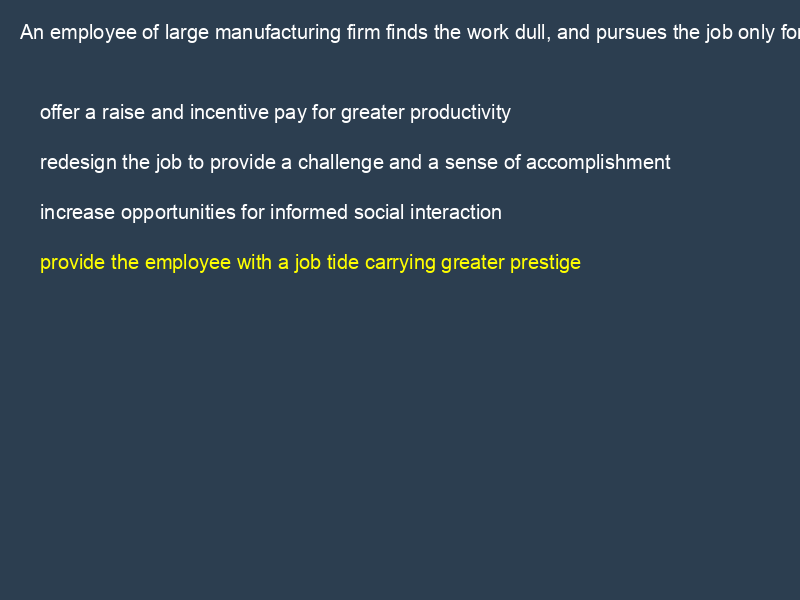 An employee of large manufacturing firm finds the work dull, and pursues the job only for
offer a raise and incentive pay for greater productivity
redesign the job to provide a challenge and a sense of accomplishment
increase opportunities for informed social interaction
provide the employee with a job tide carrying greater prestige